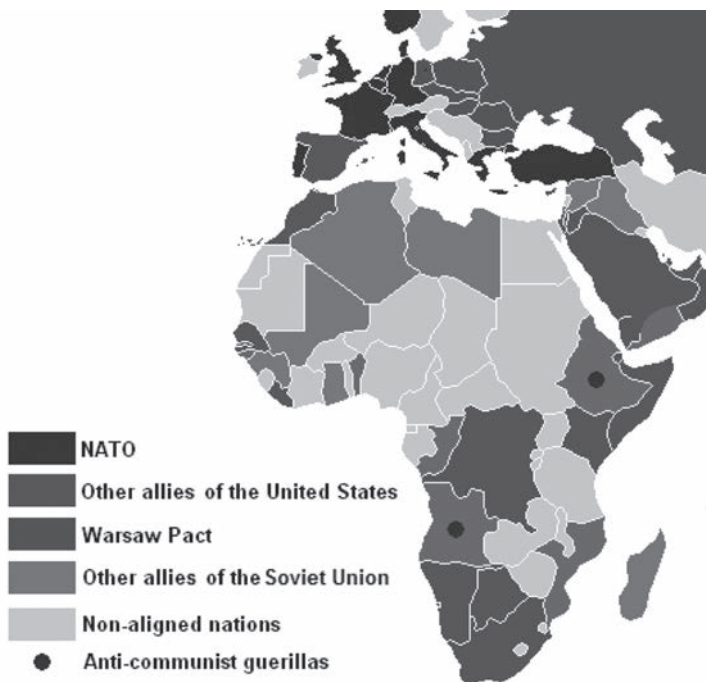 NATO
Other allies of the United States
Warsaw Pact
Other allies of the Soviet Union
Non-aligned nations
Anti-communist guerillas